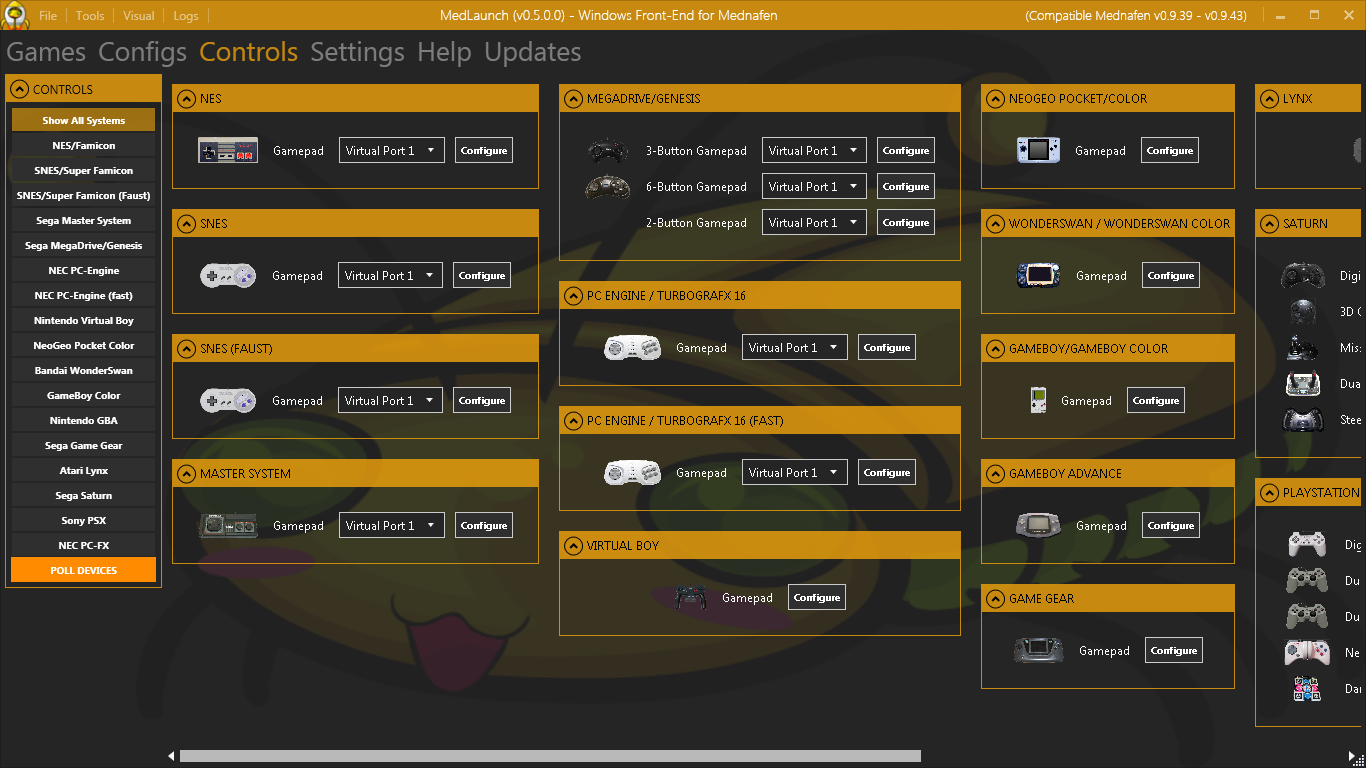 File Tools Visual Logs MedLaunch (v0.5.0.0) - Windows Front-End for Mednafen (Compatible Mednafen v0.9.39 - v0.9.43)
Games Configs Controls Settings Help Updates
CONTROLS
Show All Systems
NES/Famicon
SNES/Super Famicon
SNES/Super Famicon (Faust)
Sega Master System
Sega MegaDrive/Genesis
NEC PC-Engine
NEC PC-Engine (fast)
Nintendo Virtual Boy
NeoGeo Pocket Color
Bandai WonderSwan
GameBoy Color
Nintendo GBA
Sega Game Gear
Atari Lynx
Sega Saturn
Sony PSX
NEC PC-FX
POLL DEVICES
NES
Gamepad Virtual Port 1 Configure
SNES
Gamepad Virtual Port 1 Configure
SNES (FAUST)
Gamepad Virtual Port 1 Configure
MASTER SYSTEM
Gamepad Virtual Port 1 Configure
MEGADRIVE/GENESIS
3-Button Gamepad Virtual Port 1 Configure
6-Button Gamepad Virtual Port 1 Configure
2-Button Gamepad Virtual Port 1 Configure
PC ENGINE / TURBOGRAFX 16
Gamepad Virtual Port 1 Configure
PC ENGINE / TURBOGRAFX 16 (FAST)
Gamepad Virtual Port 1 Configure
VIRTUAL BOY
Gamepad Configure
NEOGEO POCKET/COLOR
Gamepad Configure
WONDERSWAN / WONDERSWAN COLOR
Gamepad Configure
GAMEBOY/GAMEBOY COLOR
Gamepad Configure
GAMEBOY ADVANCE
Gamepad Configure
GAME GEAR
Gamepad Configure
LYNX
SATURN
Digi
3D
Mis
Dua
Stee
PLAYSTATION
Dig
Du
Du
Ne
Dar